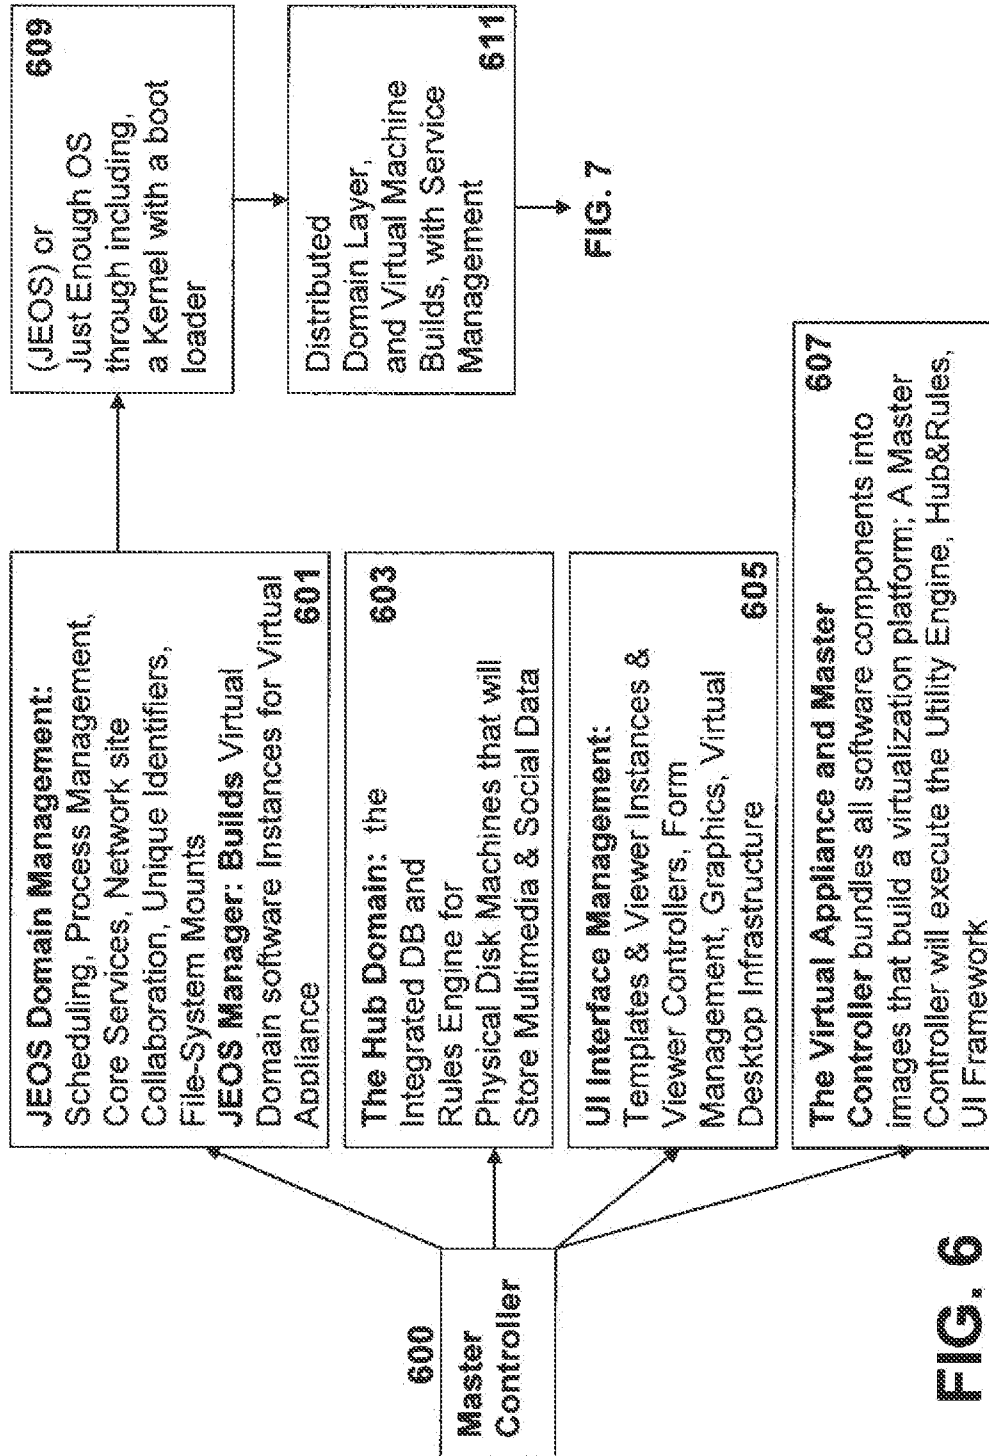 600
Master
Controller
JEOS Domain Management:
Scheduling, Process Management,
Core Services, Network site
Collaboration, Unique Identifiers,
File-System Mounts
JEOS Manager: Builds Virtual
Domain software Instances for Virtual
Appliance
601
The Hub Domain: the
603
Integrated DB and
Rules Engine for
Physical Disk Machines that will
Store Multimedia & Social Data
UI Interface Management:
Templates & Viewer Instances &
Viewer Controllers, Form
Management, Graphics, Virtual
Desktop Infrastructure
605
The Virtual Appliance and Master
607
Controller bundles all software components into
images that build a virtualization platform; A Master
Controller will execute the Utility Engine, Hub&Rules,
UI Framework
(JEOS) or
609
Just Enough OS
through including,
a Kernel with a boot
loader
Distributed
Domain Layer,
and Virtual Machine
Builds, with Service
Management
611
FIG. 7
FIG. 6